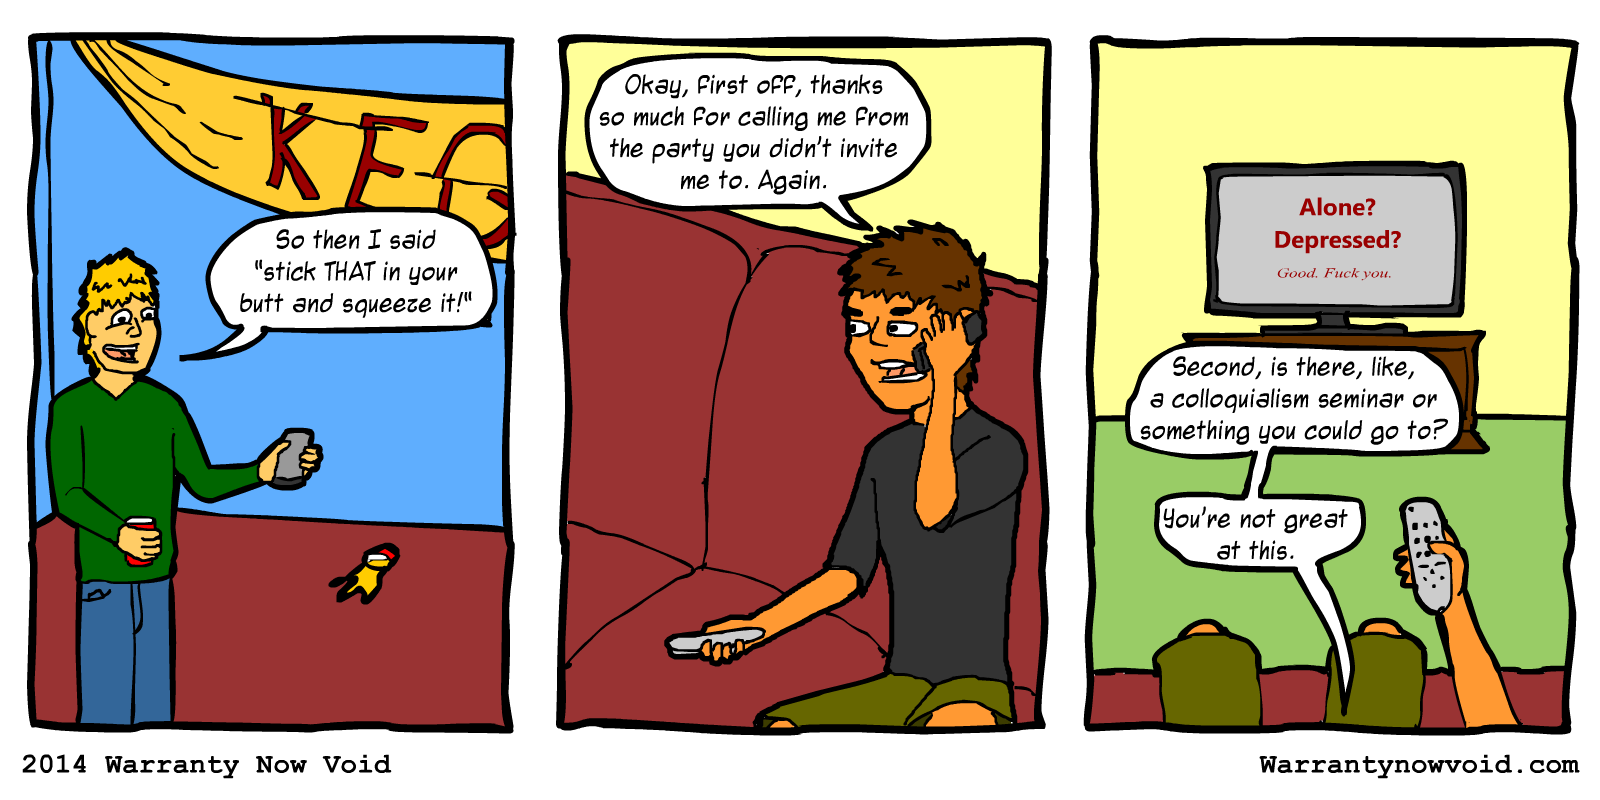 KEG
So then I said
"stick THAT in your
butt and squeeze it!"
Okay, first off, thanks
so much for calling me from
the party you didn't invite
me to. Again.
Alone?
Depressed?
Good. Fuck you.
Second, is there, like,
a colloquialism seminar or
something you could go to?
You're not great
at this.
2014 Warranty Now Void
Warrantynowvoid.com